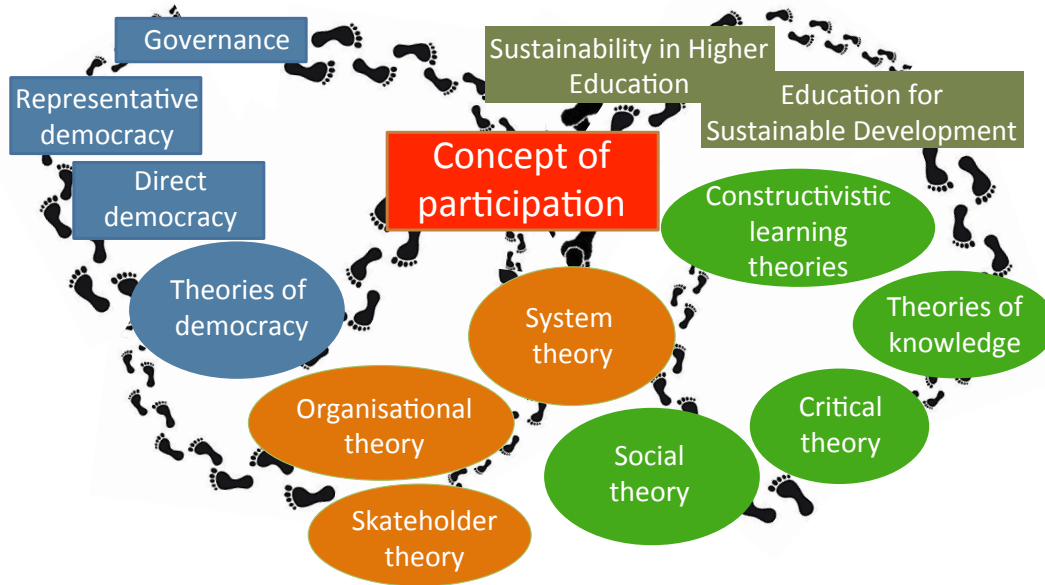 Governance
Sustainability in Higher
Education
Education for
Sustainable Development
Representative
democracy
Concept of
participation
Direct
democracy
Constructivistic
learning
theories
Theories of
democracy
System
theory
Theories of
knowledge
Organisational
theory
Critical
theory
Social
theory
Skateholder
theory